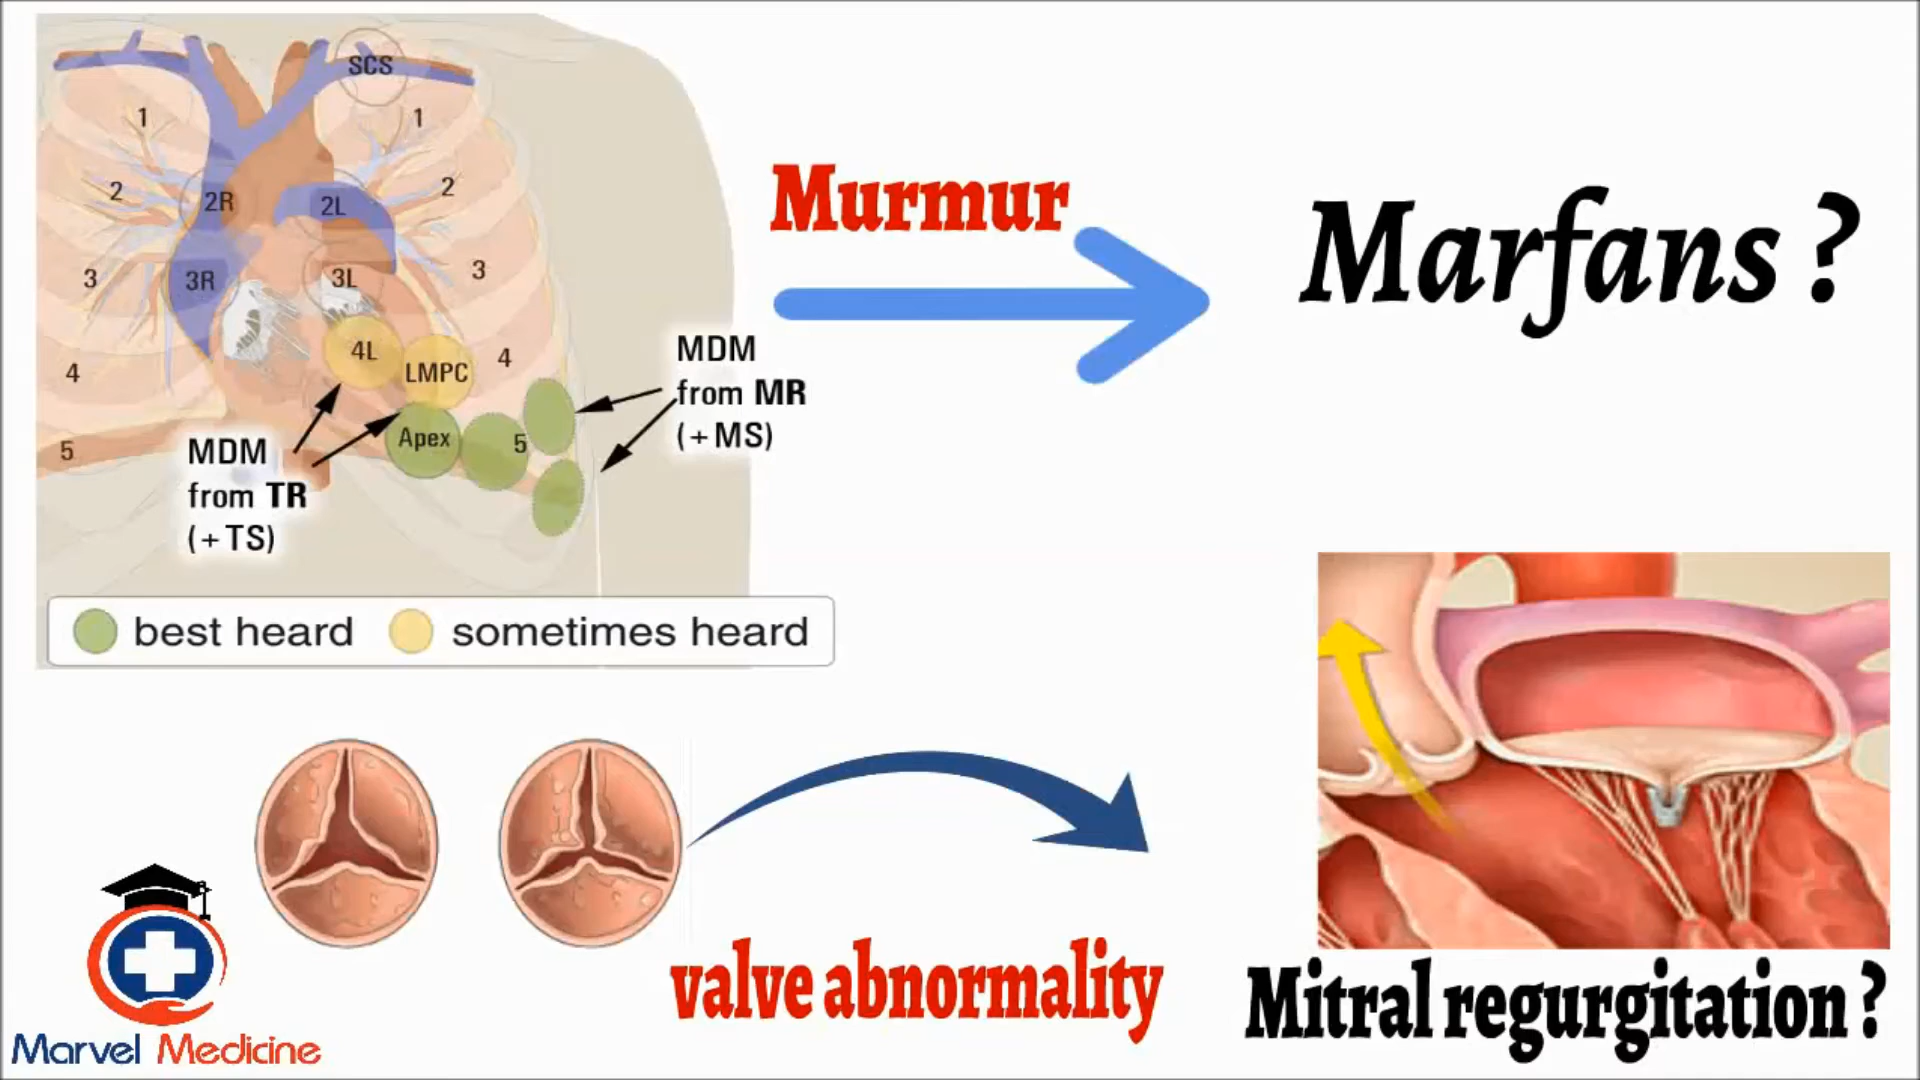 SCS
1
1
2
2R
2L
2
3
3R
3L
3
4
4L
LMPC
4
5
Apex
5
MDM
from TR
(+TS)
MDM
from MR
(+MS)
best heard
sometimes heard
Murmur
Marfans ?
valve abnormality
Mitral regurgitation ?
Marvel Medicine